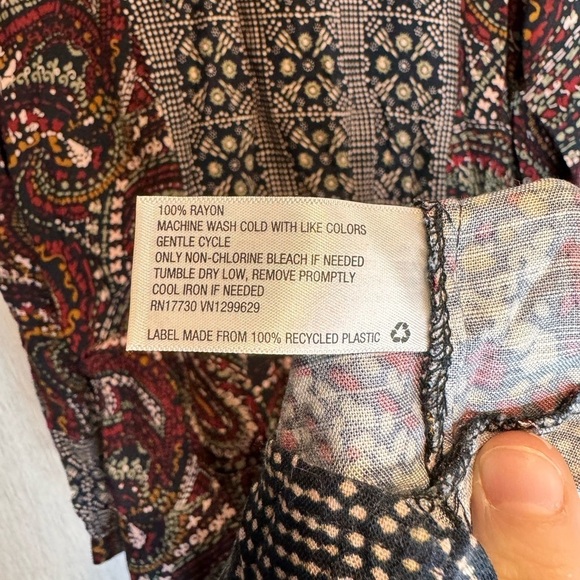 100% RAYON
MACHINE WASH COLD WITH LIKE COLORS
GENTLE CYCLE
ONLY NON-CHLORINE BLEACH IF NEEDED
TUMBLE DRY LOW, REMOVE PROMPTLY
COOL IRON IF NEEDED
RN17730 VN1299629
LABEL MADE FROM 100% RECYCLED PLASTIC